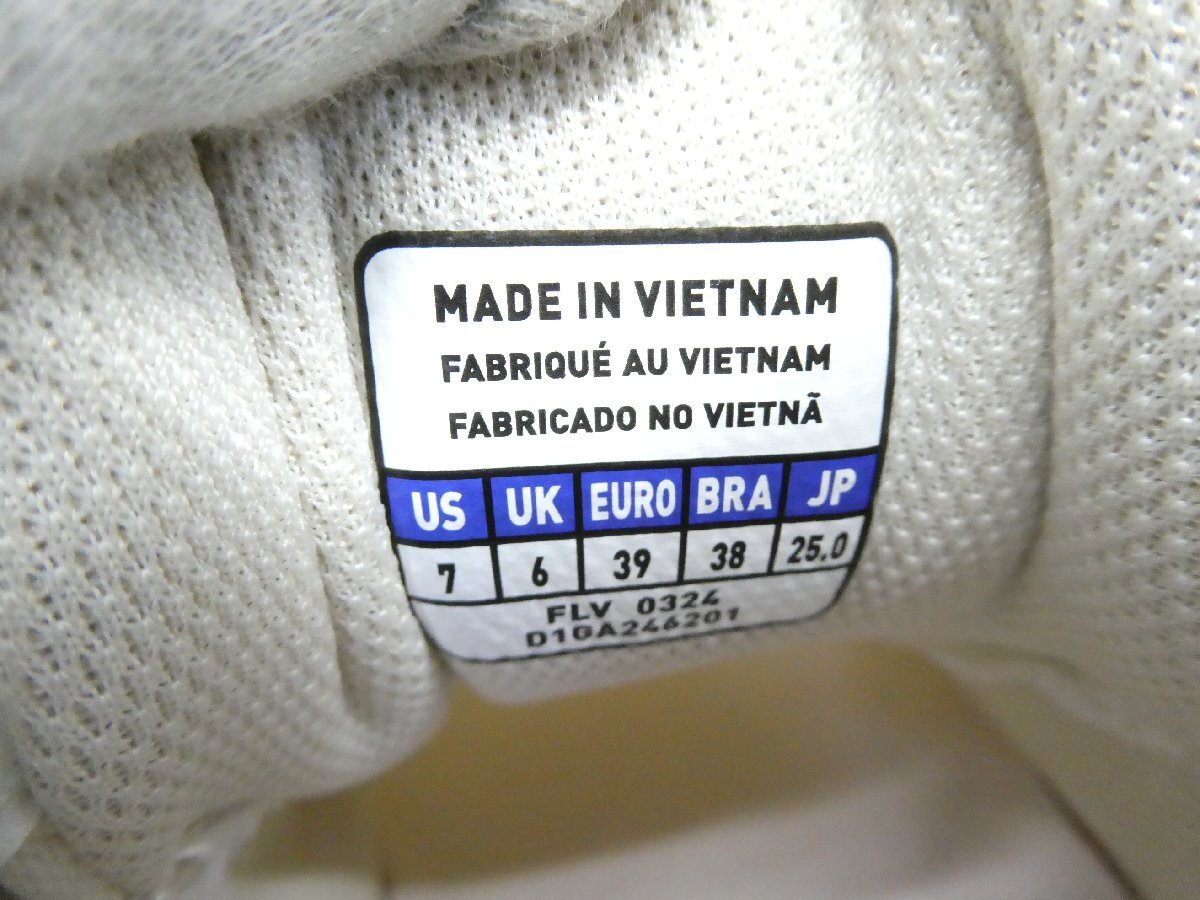 MADE IN VIETNAM
FABRIQUÉ AU VIETNAM
FABRICADO NO VIETNÃ
US UK EURO BRA JP
7 6 39 38 25.0
FLV 0324
D1GA246201